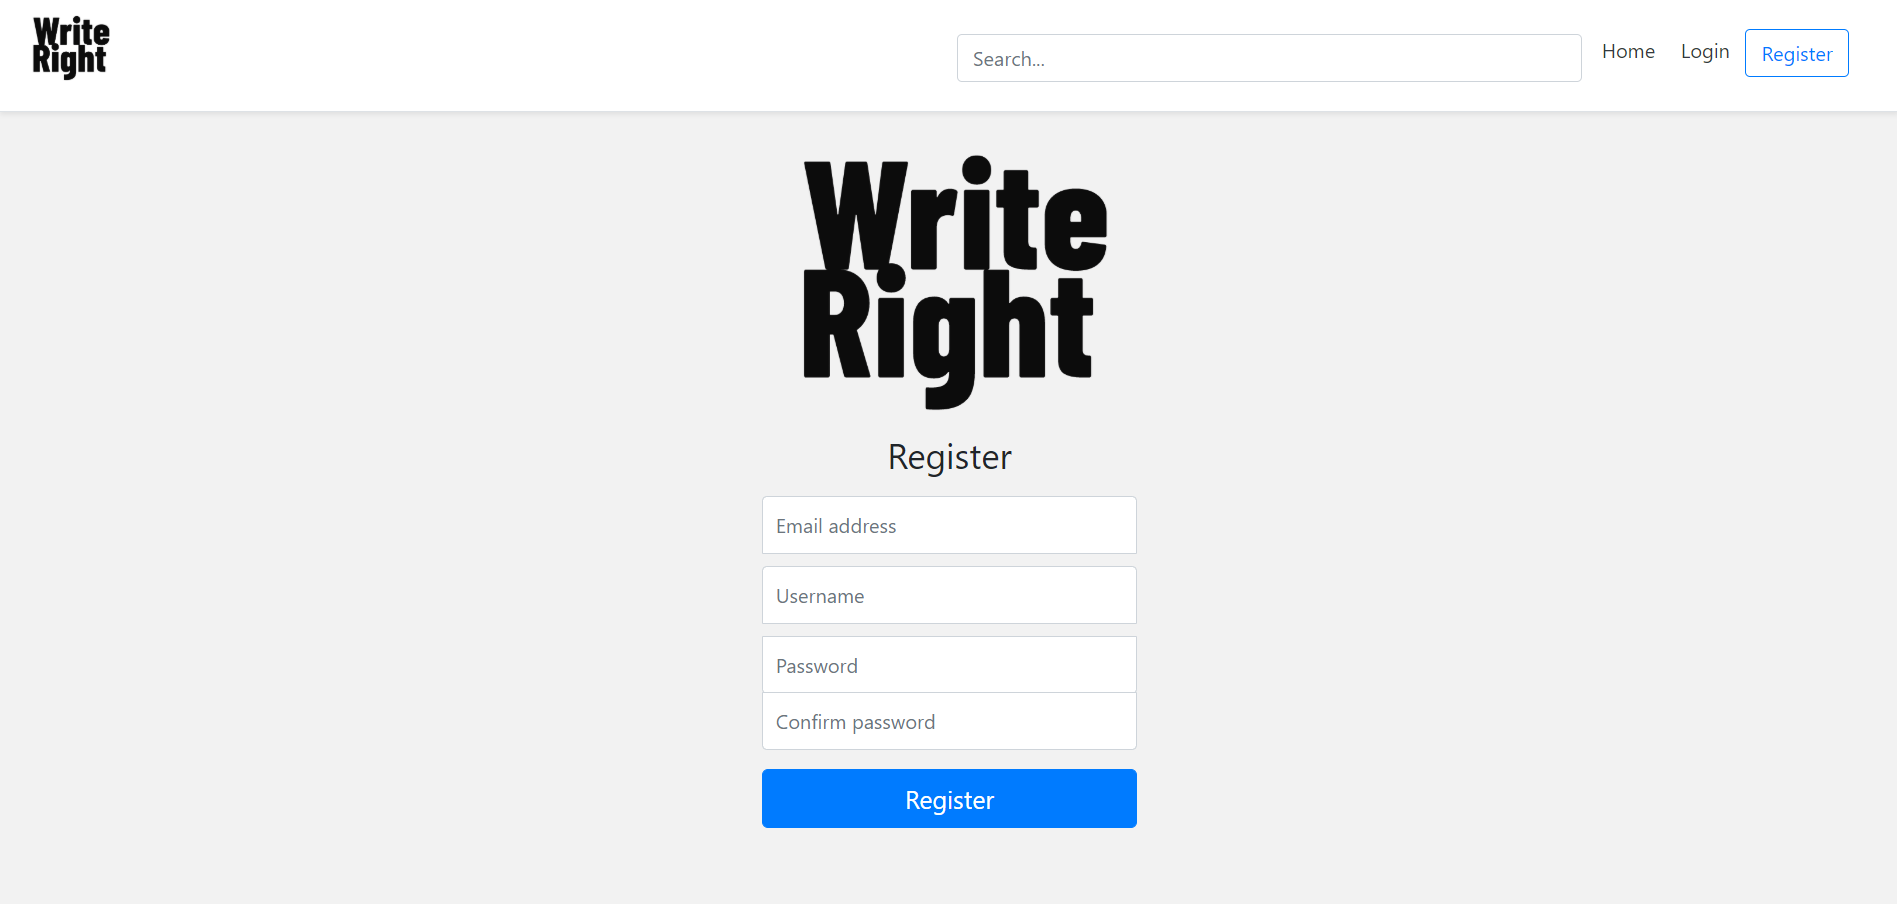 Write
Right
Search...
Home
Login
Register
Write
Right
Register
Email address
Username
Password
Confirm password
Register